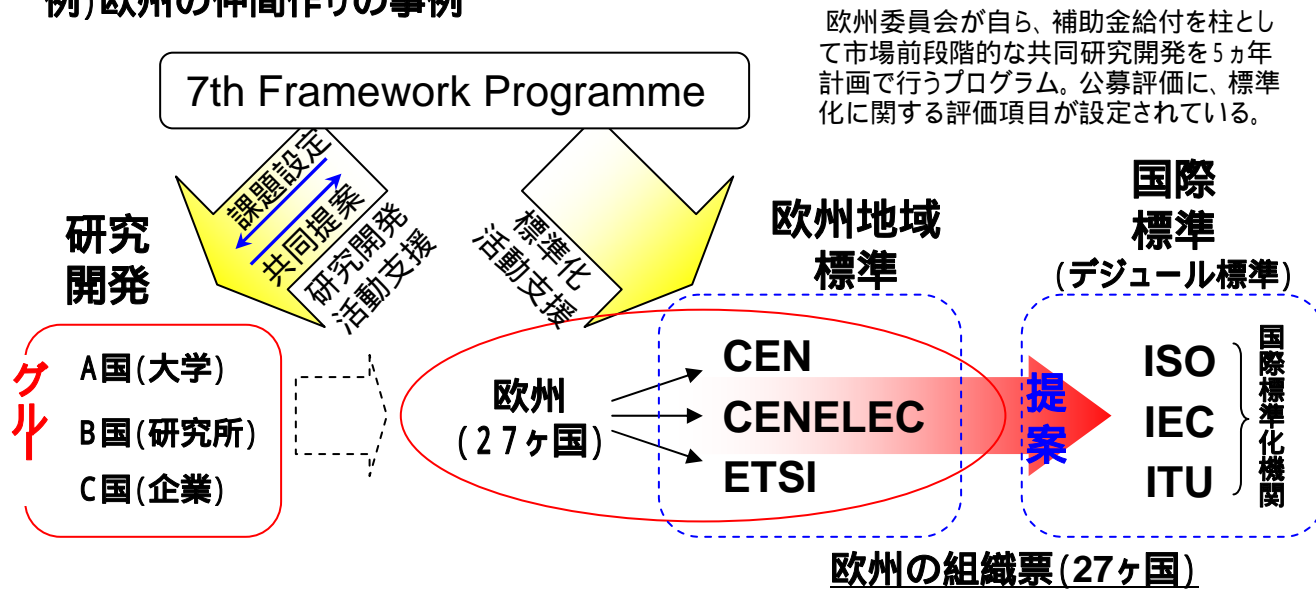 例)欧州の仲間作りの事例
欧州委員会が自ら、補助金給付を柱とし
て市場前段階的な共同研究開発を5ヵ年
計画で行うプログラム。公募評価に、標準
化に関する評価項目が設定されている。
7th Framework Programme
課題設定
共同提案
研究開発
活動支援
標準化
活動支援
研究
開発
欧州地域
標準
国際
標準
(デジュール標準)
グルー
A国(大学)
B国(研究所)
C国(企業)
欧州
(27ヶ国)
CEN
CENELEC
ETSI
提案
ISO
IEC
ITU
国際標準化機関
欧州の組織票(27ヶ国)